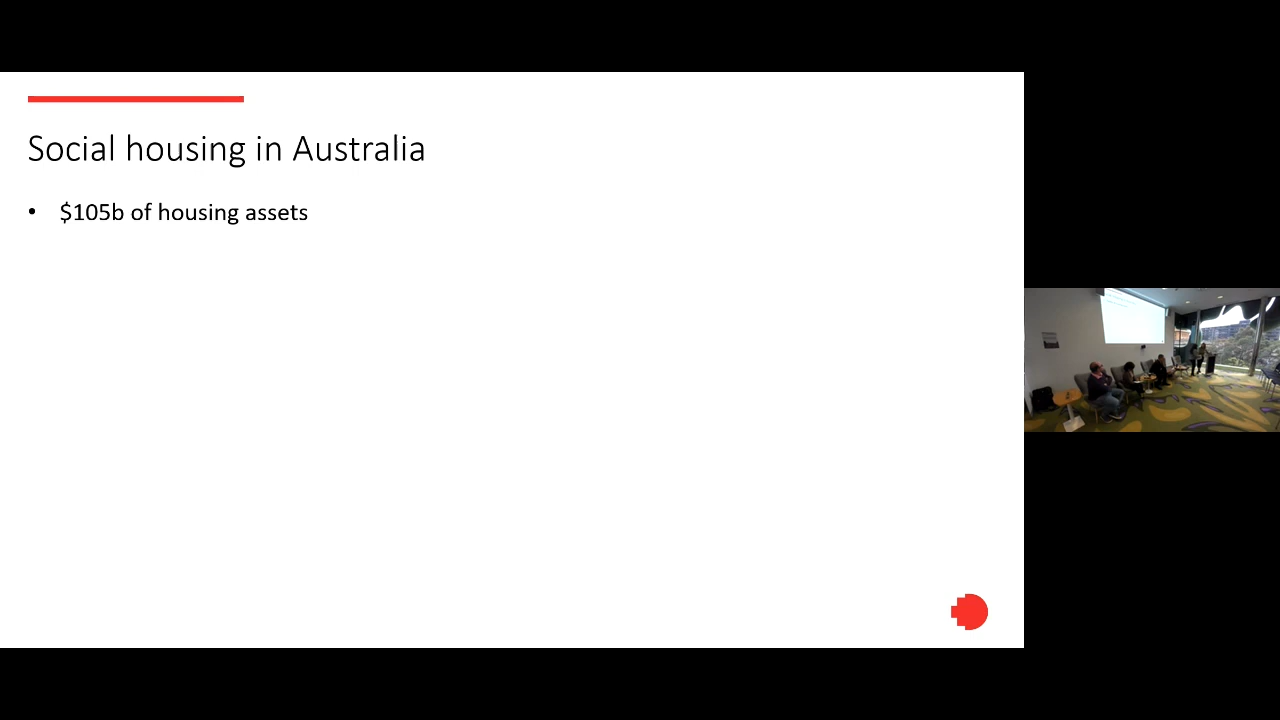 Social housing in Australia
• $105b of housing assets